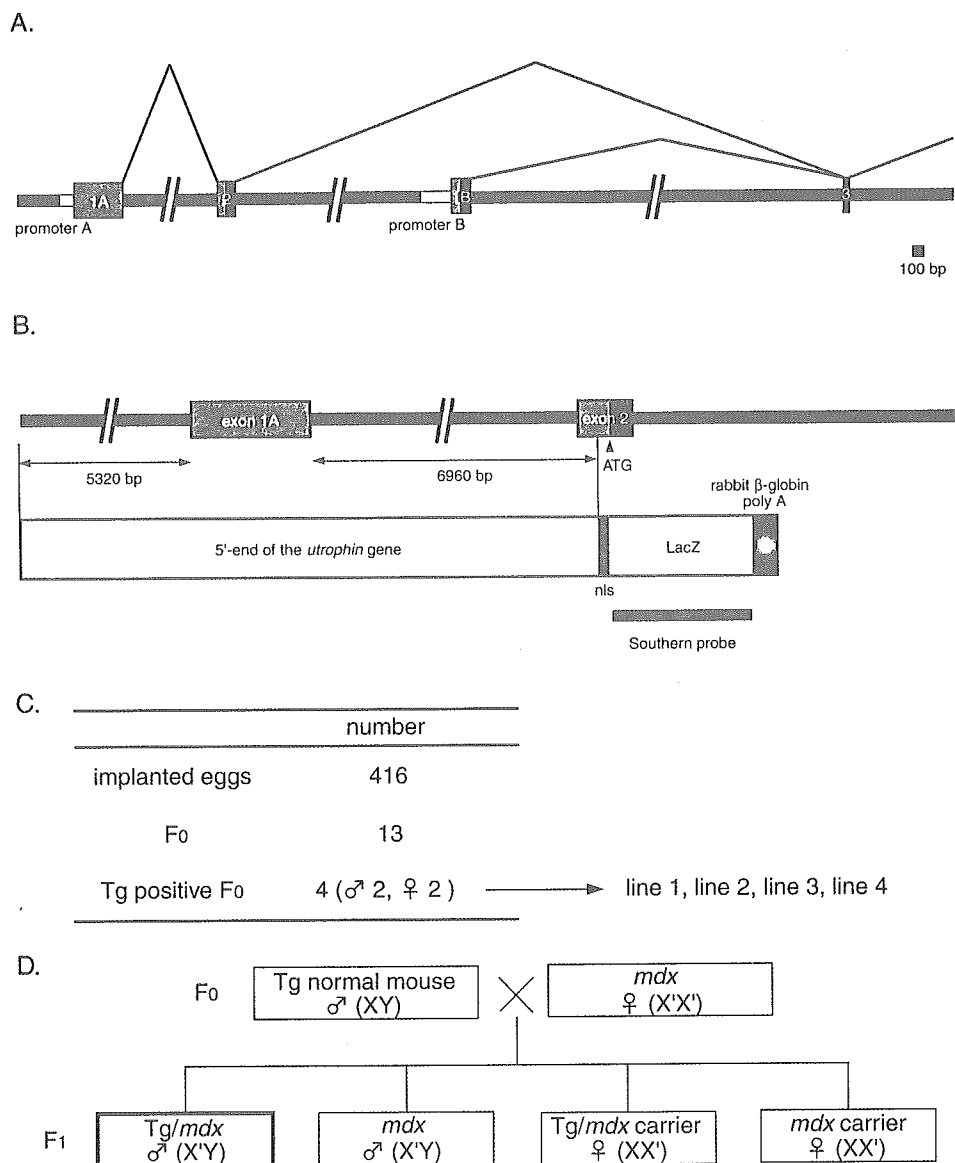 A.
1A
2
1B
3
promoter A
promoter B
100 bp
B.
exon 1A
exon 2
5320 bp
6960 bp
ATG
rabbit β-globin
poly A
5'-end of the utrophin gene
LacZ
nls
Southern probe
C.
number
implanted eggs 416
F0 13
Tg positive F0 4 (♂ 2, ♀ 2) line 1, line 2, line 3, line 4
D.
F0
Tg normal mouse
♂ (XY)
mdx
♀ (X'X')
F1
Tg/mdx
♂ (X'Y)
mdx
♂ (X'Y)
Tg/mdx carrier
♀ (XX')
mdx carrier
♀ (XX')